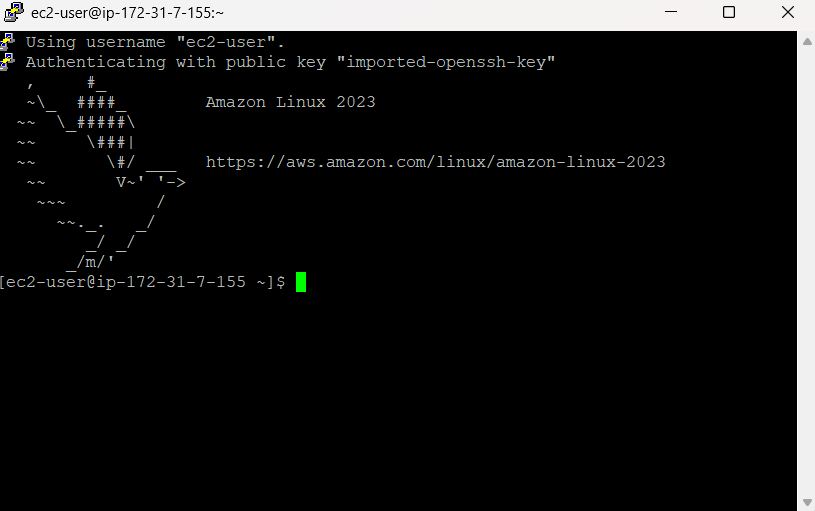 ec2-user@ip-172-31-7-155:~
Using username "ec2-user".
Authenticating with public key "imported-openssh-key"
   ,     #_
   ~\_  ####_        Amazon Linux 2023
  ~~  \_#####\
  ~~     \###|
  ~~       \#/ ___   https://aws.amazon.com/linux/amazon-linux-2023
   ~~       V~' '->
    ~~~         /
      ~~._.   _/
         _/ _/
       _/m/'
[ec2-user@ip-172-31-7-155 ~]$